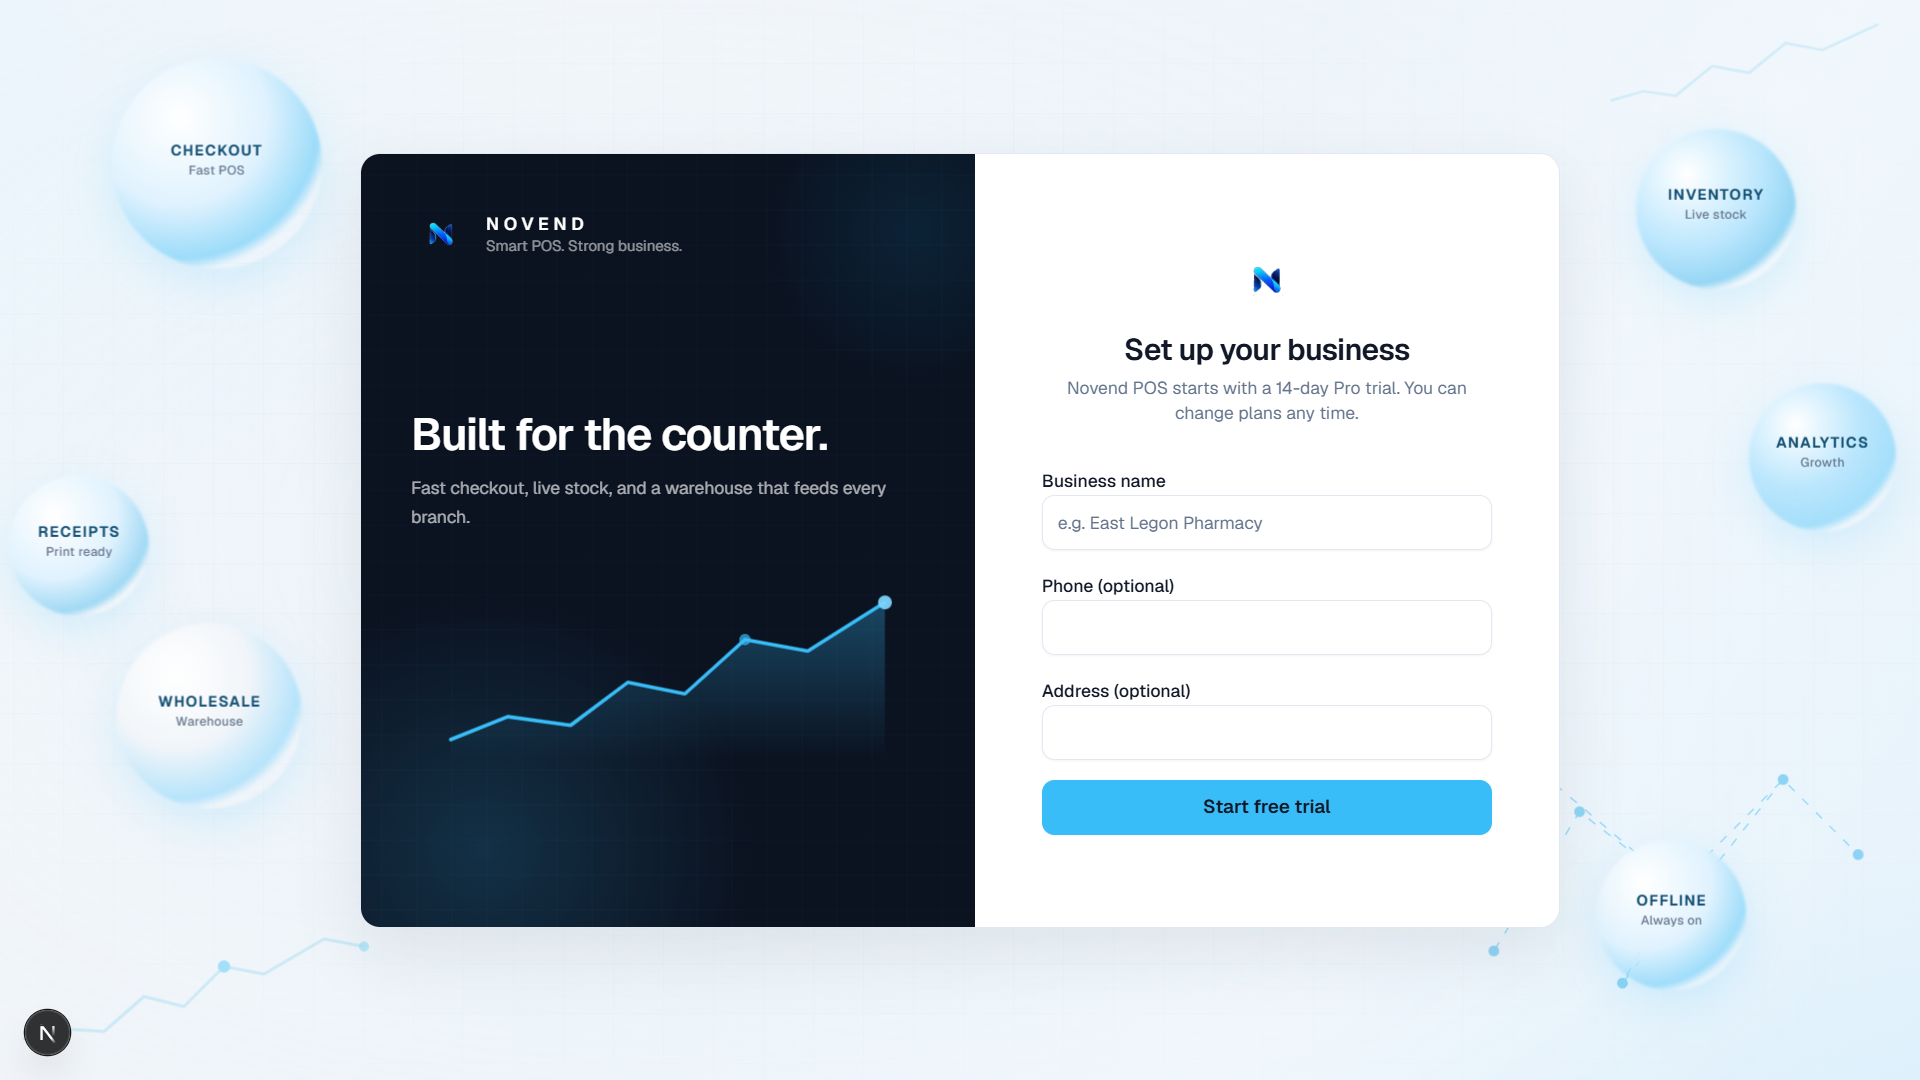 CHECKOUT
Fast POS
RECEIPTS
Print ready
WHOLESALE
Warehouse
NOVEND
Smart POS. Strong business.
Built for the counter.
Fast checkout, live stock, and a warehouse that feeds every
branch.
Set up your business
Novend POS starts with a 14-day Pro trial. You can
change plans any time.
Business name
e.g. East Legon Pharmacy
Phone (optional)
Address (optional)
Start free trial
INVENTORY
Live stock
ANALYTICS
Growth
OFFLINE
Always on